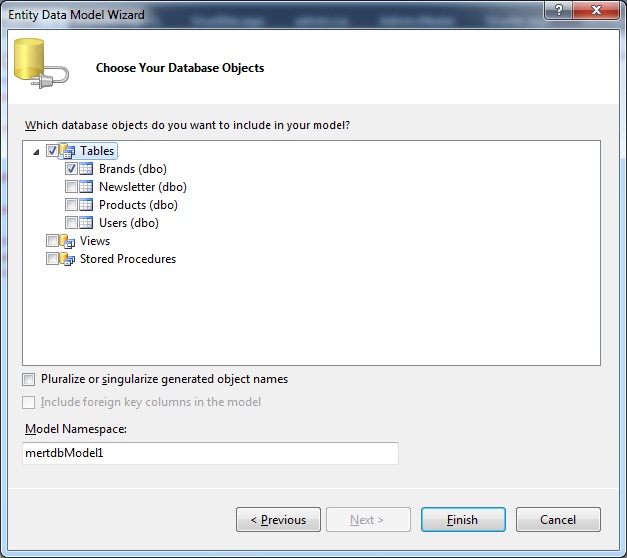 Entity Data Model Wizard
Choose Your Database Objects
Which database objects do you want to include in your model?
Tables
Brands (dbo)
Newsletter (dbo)
Products (dbo)
Users (dbo)
Views
Stored Procedures
Pluralize or singularize generated object names
Include foreign key columns in the model
Model Namespace:
mertdbModel1
< Previous
Next >
Finish
Cancel